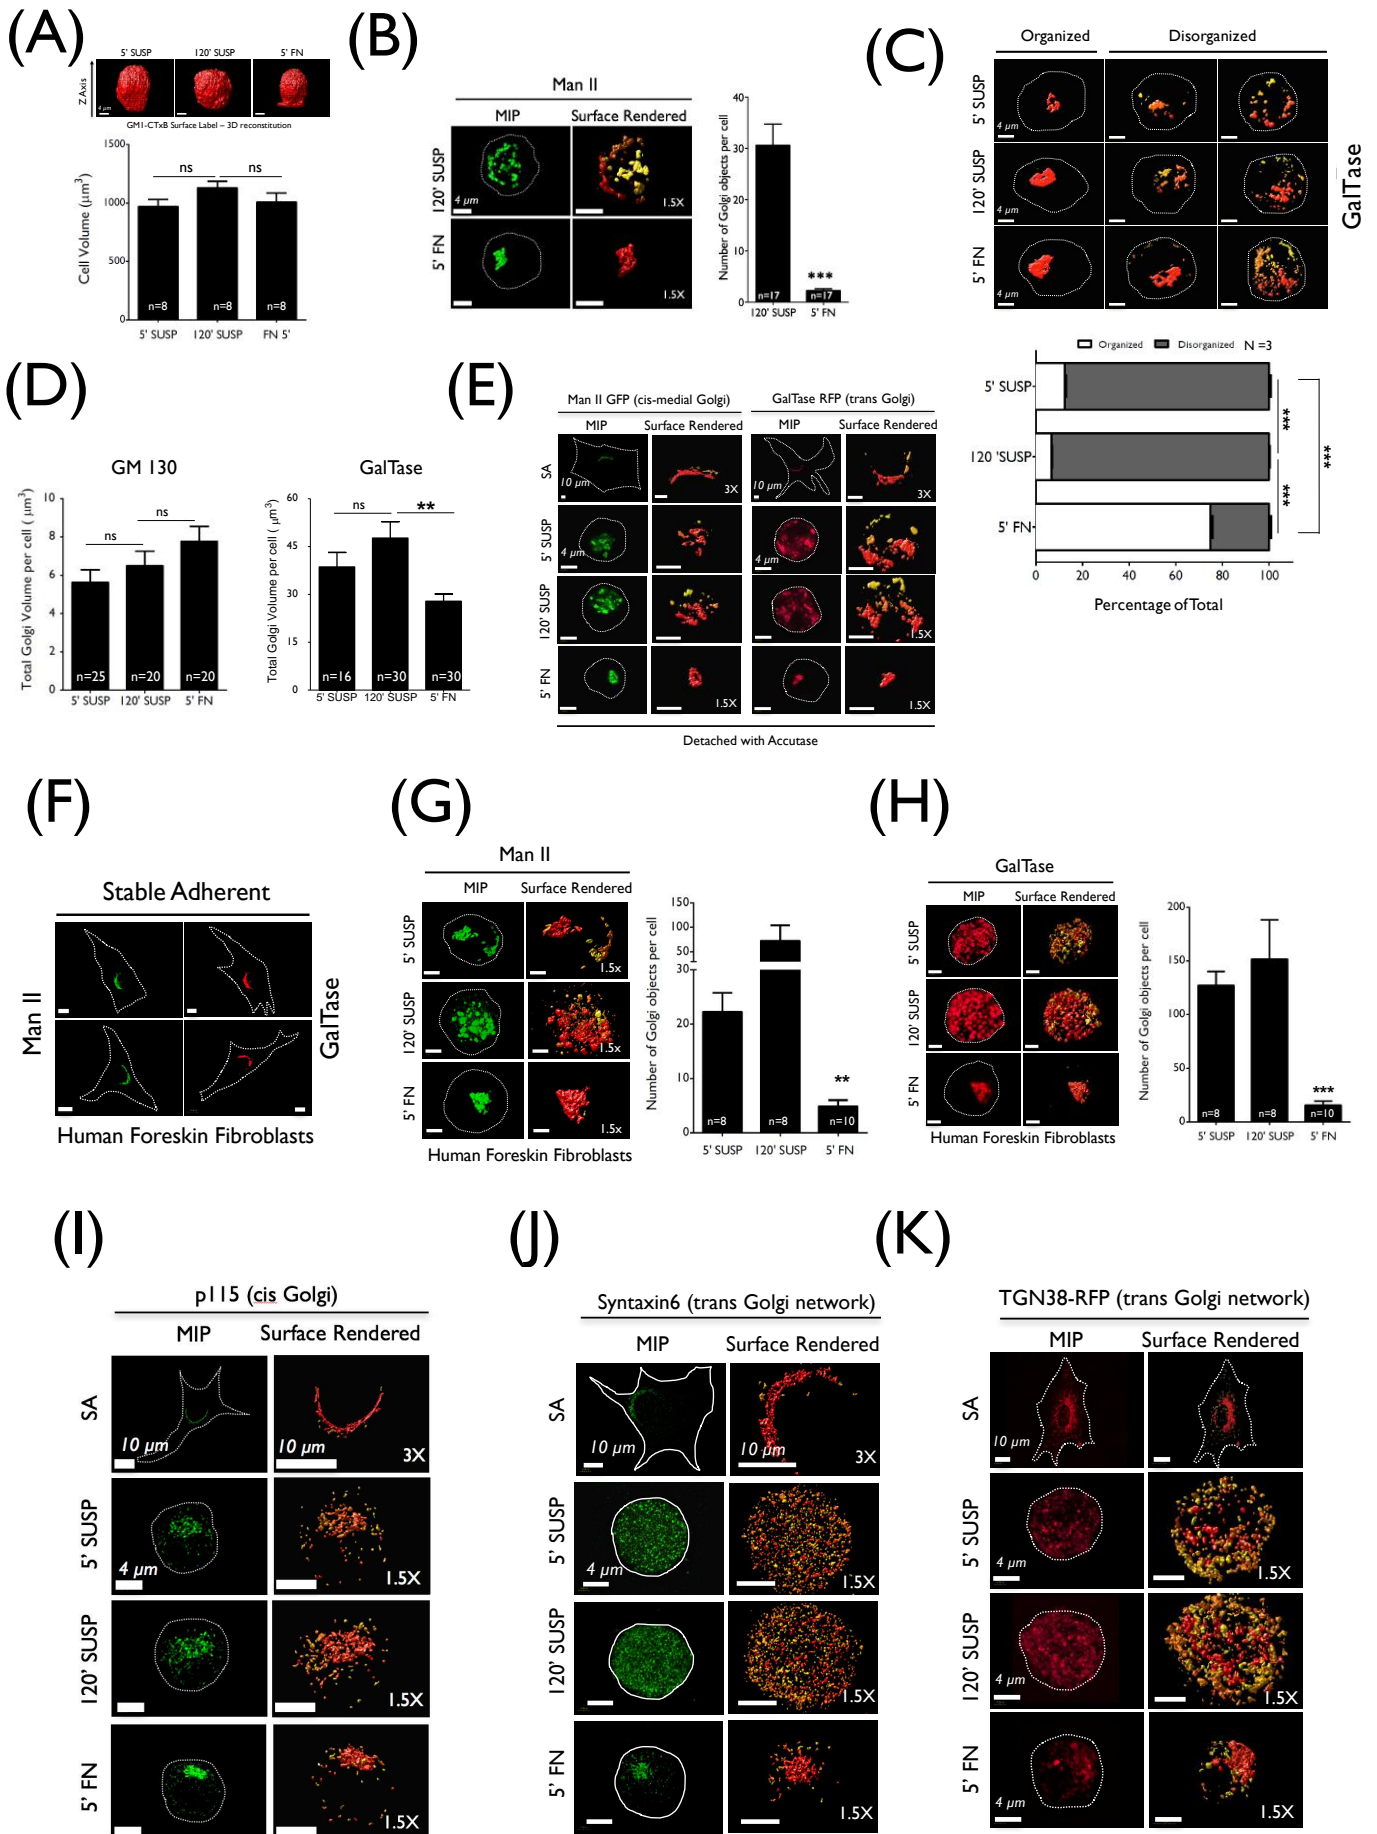 (A)
5' SUSP 120' SUSP 5' FN
Z Axis
4 µm
GM1-CTxB Surface Label – 3D reconstitution
Cell Volume (µm³)
1500
1000
500
0
ns ns
n=8 n=8 n=8
5' SUSP 120' SUSP FN 5'
(B)
Man II
MIP Surface Rendered
120' SUSP
4 µm
1.5X
5' FN
1.5X
Number of Golgi objects per cell
40
30
20
10
0
***
n=17 n=17
120' SUSP 5' FN
(C)
Organized Disorganized
5' SUSP
4 µm
120' SUSP
4 µm
5' FN
4 µm
GalTase
Organized Disorganized N =3
5' SUSP
120 'SUSP
5' FN
***
***
***
0 20 40 60 80 100
Percentage of Total
(D)
GM 130
Total Golgi Volume per cell ( µm³)
10
8
6
4
2
0
ns
ns
n=25 n=20 n=20
5' SUSP 120' SUSP 5' FN
GalTase
Total Golgi Volume per cell ( µm³)
60
45
30
15
0
ns **
n=16 n=30 n=30
5' SUSP 120' SUSP 5' FN
(E)
Man II GFP (cis-medial Golgi) GalTase RFP (trans Golgi)
MIP Surface Rendered MIP Surface Rendered
SA
10 µm 3X 10 µm 3X
5' SUSP
4 µm 4 µm
120' SUSP
1.5X
5' FN
1.5X 1.5X
Detached with Accutase
(F)
Stable Adherent
Man II
GalTase
Human Foreskin Fibroblasts
(G)
Man II
MIP Surface Rendered
5' SUSP
1.5x
120' SUSP
1.5x
5' FN
1.5x
Human Foreskin Fibroblasts
Number of Golgi objects per cell
150
100
50
30
20
10
0
**
n=8 n=8 n=10
5' SUSP 120' SUSP 5' FN
(H)
GalTase
MIP Surface Rendered
5' SUSP
120' SUSP
5' FN
Human Foreskin Fibroblasts
Number of Golgi objects per cell
200
150
100
50
0
***
n=8 n=8 n=10
5' SUSP 120' SUSP 5' FN
(I)
p115 (cis Golgi)
MIP Surface Rendered
SA
10 µm 10 µm 3X
5' SUSP
4 µm 1.5X
120' SUSP
1.5X
5' FN
1.5X
(J)
Syntaxin6 (trans Golgi network)
MIP Surface Rendered
SA
10 µm 10 µm 3X
5' SUSP
4 µm 1.5X
120' SUSP
1.5X
5' FN
1.5X
(K)
TGN38-RFP (trans Golgi network)
MIP Surface Rendered
SA
10 µm
5' SUSP
4 µm 1.5X
120' SUSP
4 µm 1.5X
5' FN
4 µm 1.5X